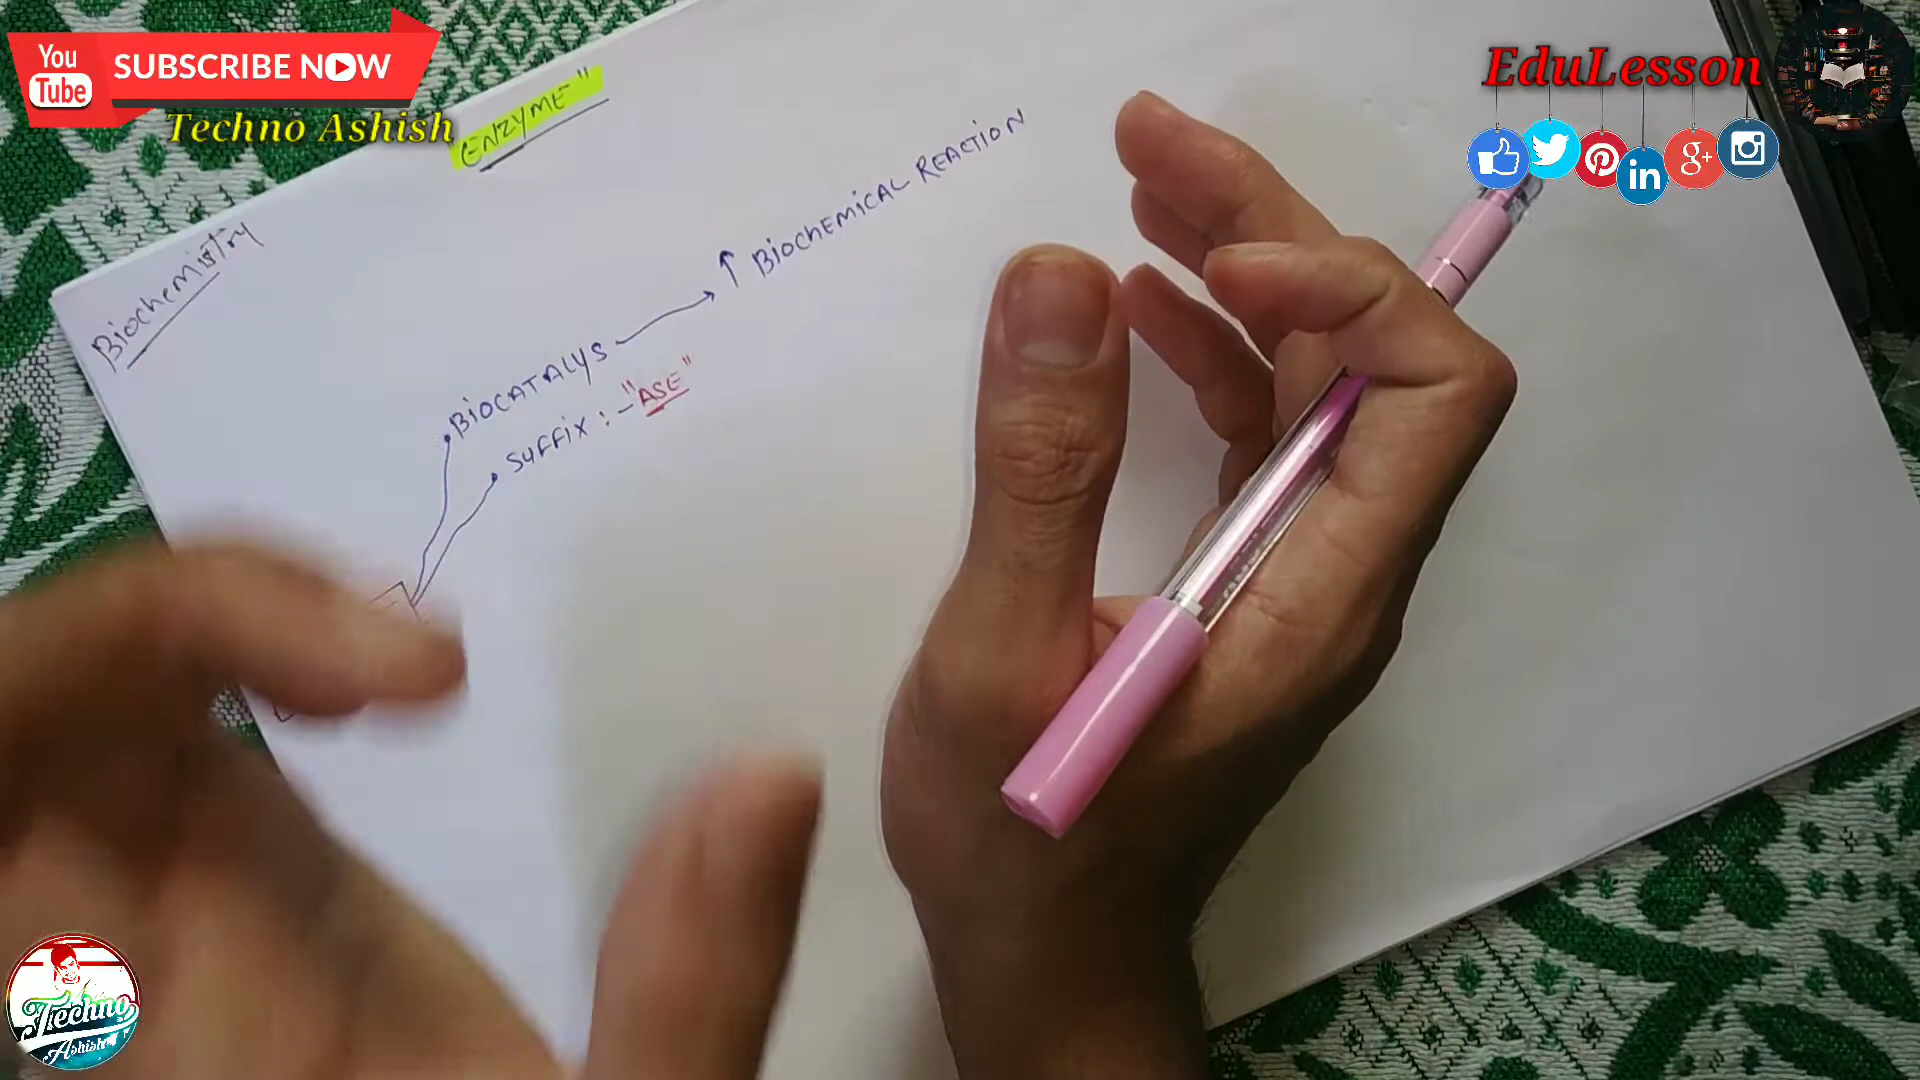 You
Tube
SUBSCRIBE NOW
Techno Ashish
EduLesson
ENZYME"
Biochemistry
BIOCATALYS → ↑ BIOCHEMICAL REACTION
SUFFIX :- "ASE"
Techno
Ashish